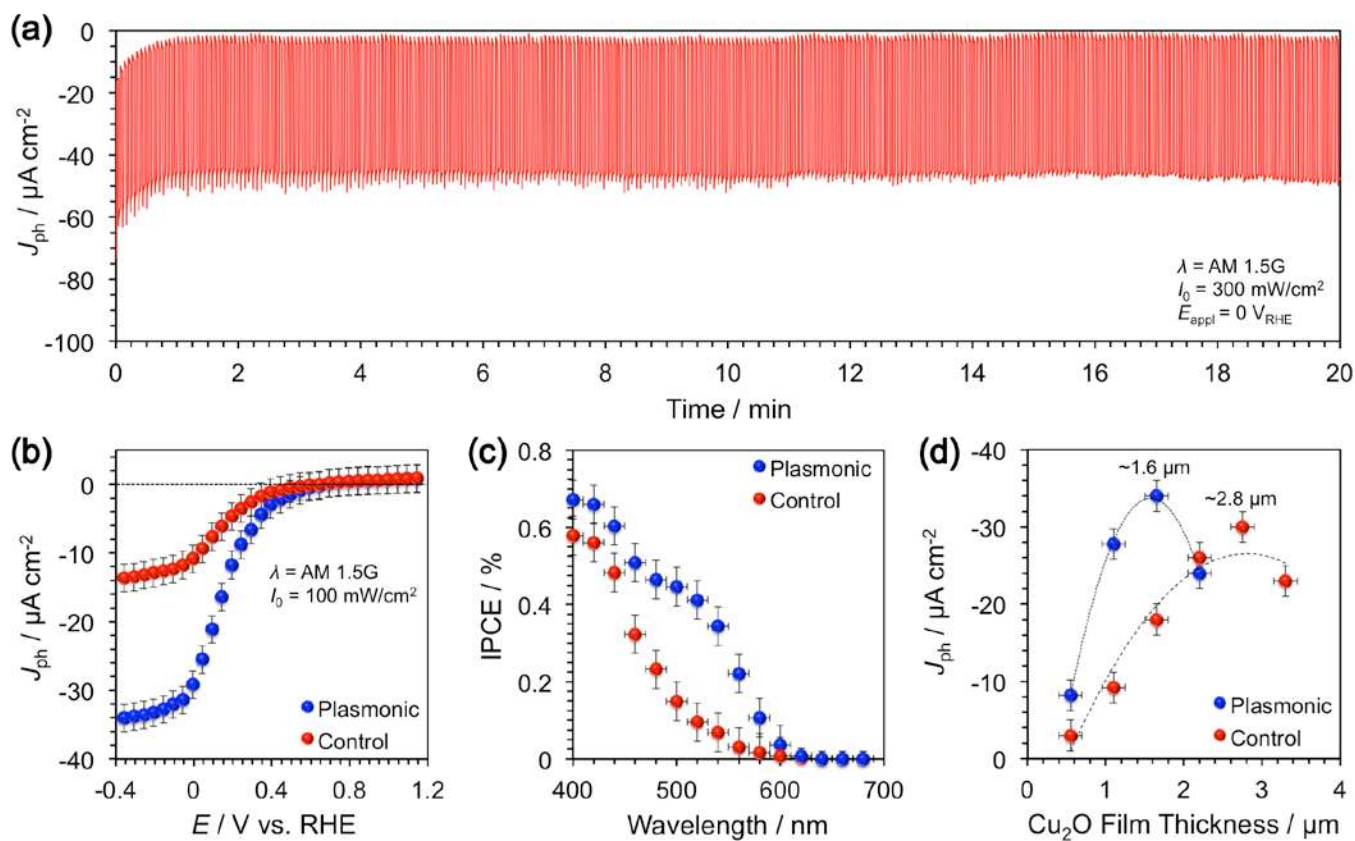 (a)
0
-20
-40
-60
-80
-100
J_ph / µA cm⁻²
λ = AM 1.5G
I₀ = 300 mW/cm²
E_appl = 0 V_RHE
0 2 4 6 8 10 12 14 16 18 20
Time / min
(b)
0
-10
-20
-30
-40
J_ph / µA cm⁻²
λ = AM 1.5G
I₀ = 100 mW/cm²
Plasmonic
Control
-0.4 0 0.4 0.8 1.2
E / V vs. RHE
(c)
0.8
0.6
0.4
0.2
0
IPCE / %
Plasmonic
Control
400 500 600 700
Wavelength / nm
(d)
-40
-30
-20
-10
0
J_ph / µA cm⁻²
~1.6 µm
~2.8 µm
Plasmonic
Control
0 1 2 3 4
Cu₂O Film Thickness / µm